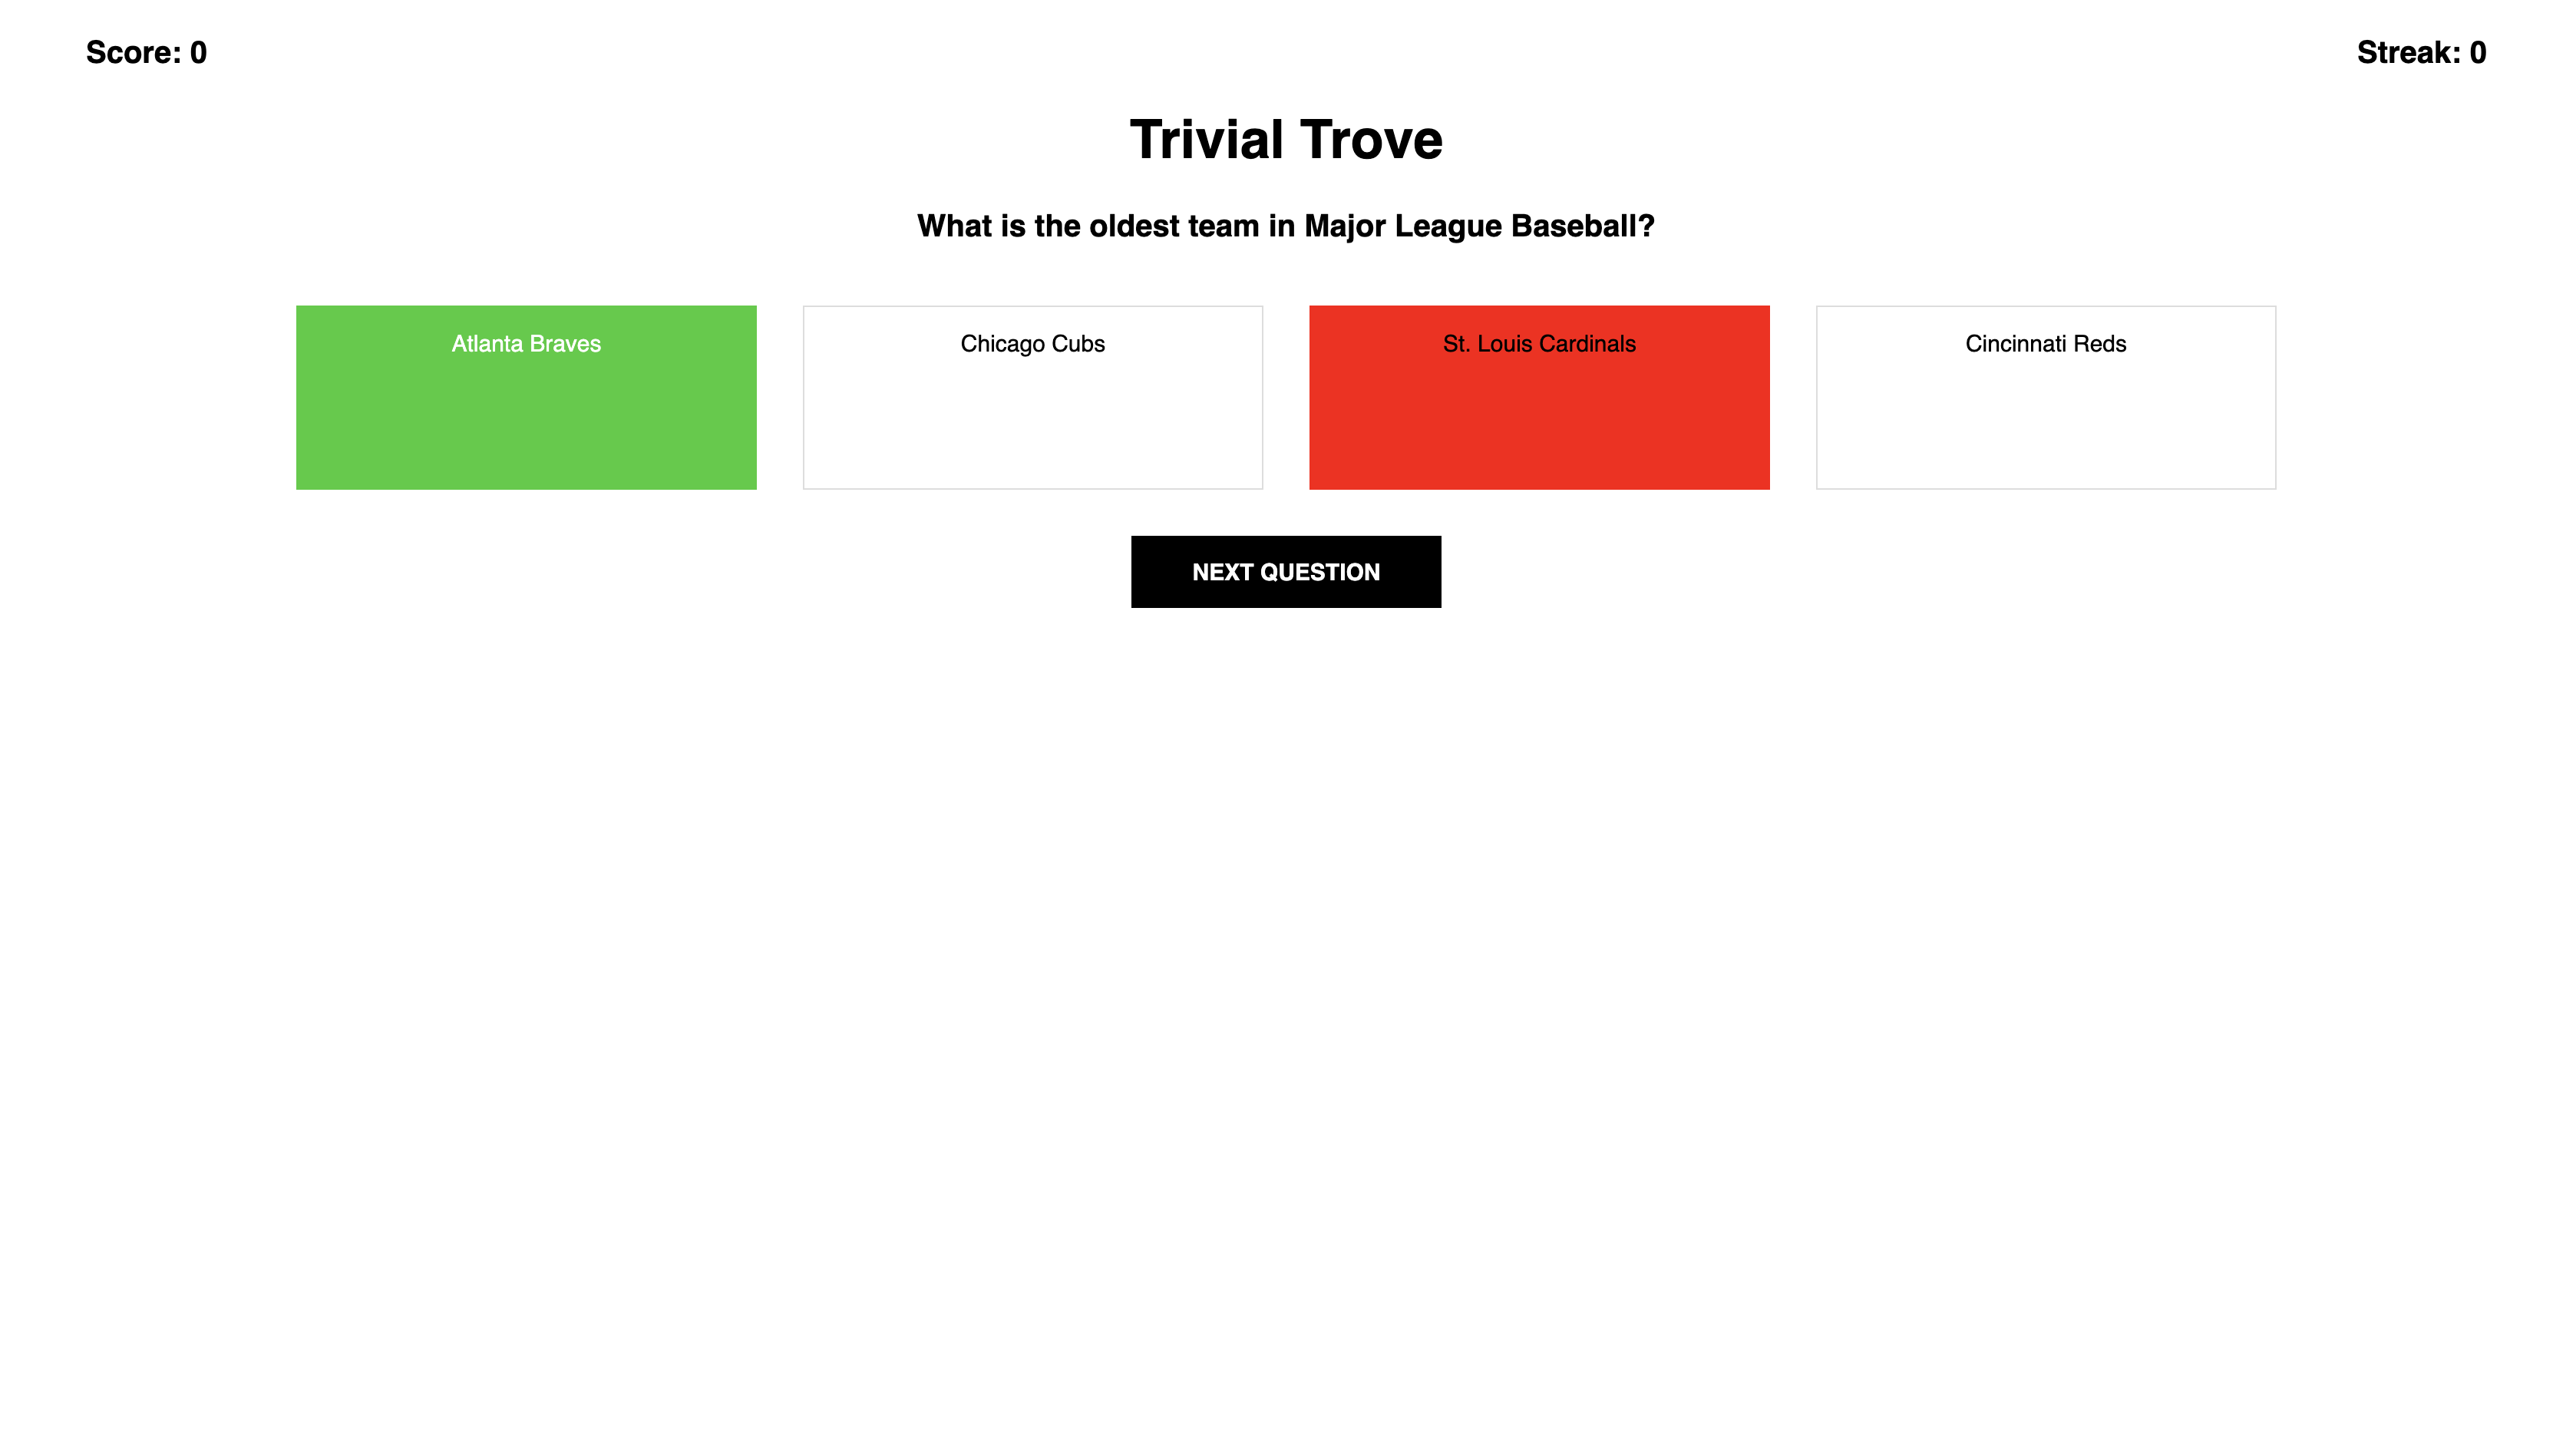 Score: 0
Streak: 0
Trivial Trove
What is the oldest team in Major League Baseball?
Atlanta Braves
Chicago Cubs
St. Louis Cardinals
Cincinnati Reds
NEXT QUESTION